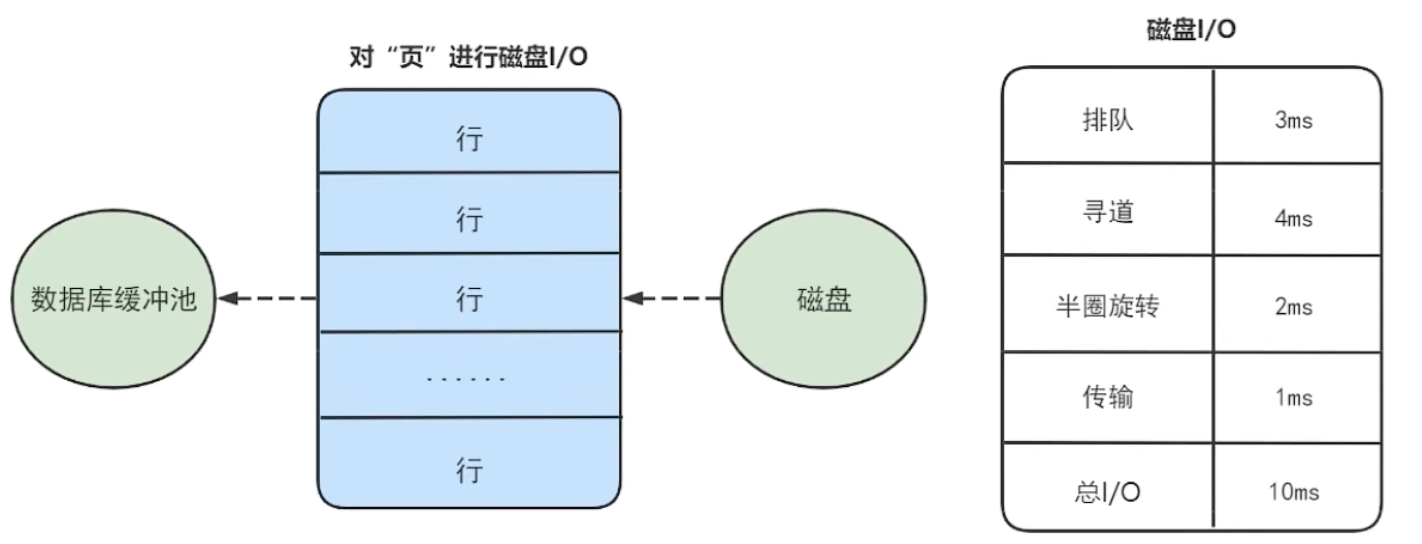 对“页”进行磁盘I/O
行
行
行
......
行
数据库缓冲池
磁盘
磁盘I/O
排队 3ms
寻道 4ms
半圈旋转 2ms
传输 1ms
总I/O 10ms